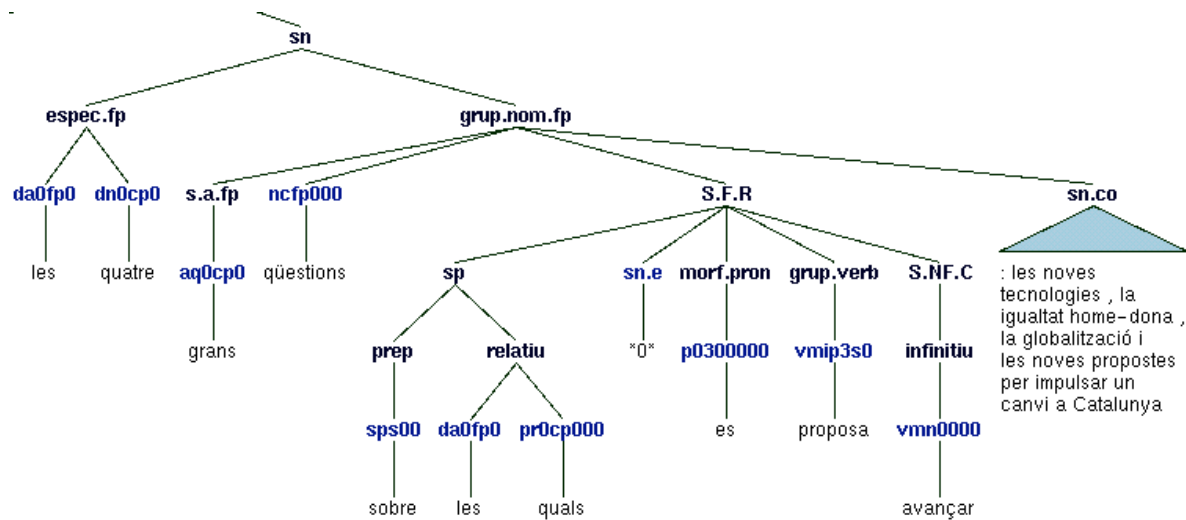 sn
espec.fp grup.nom.fp
da0fp0 dn0cp0 s.a.fp ncfp000 S.F.R sn.co
les quatre aq0cp0 qüestions sp sn.e morf.pron grup.verb S.NF.C : les noves
tecnologies , la
igualtat home-dona ,
la globalització i
les noves propostes
per impulsar un
canvi a Catalunya
grans prep relatiu *0* p0300000 vmip3s0 infinitiu
sps00 da0fp0 pr0cp000 es proposa vmn0000
sobre les quals avançar